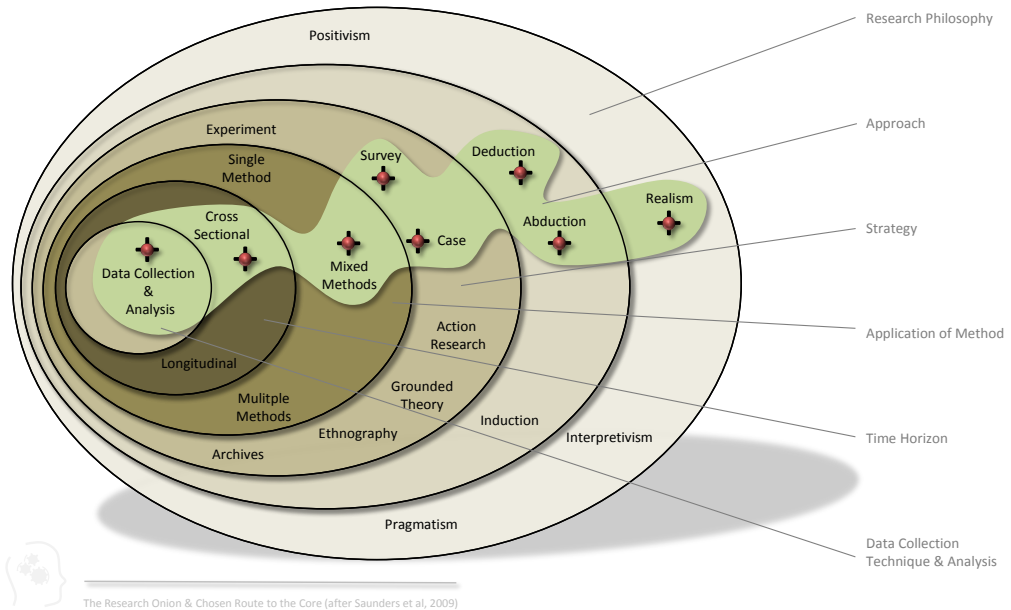 Research Philosophy
Positivism
Approach
Experiment
Survey
Deduction
Single
Method
Realism
Cross
Sectional
Abduction
Strategy
Case
Mixed
Methods
Data Collection
&
Analysis
Application of Method
Action
Research
Longitudinal
Grounded
Theory
Mulitple
Methods
Induction
Ethnography
Interpretivism
Time Horizon
Archives
Pragmatism
Data Collection
Technique & Analysis
The Research Onion & Chosen Route to the Core (after Saunders et al, 2009)